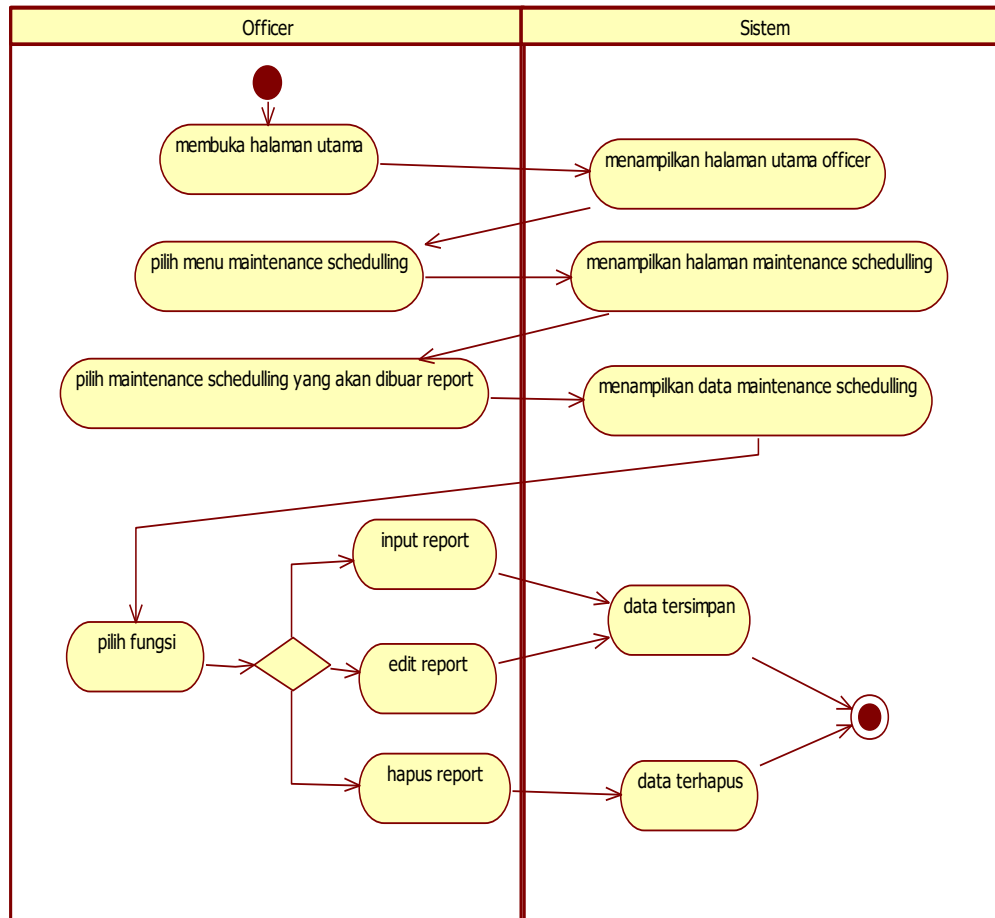 Officer
Sistem
membuka halaman utama
menampilkan halaman utama officer
pilih menu maintenance schedulling
menampilkan halaman maintenance schedulling
pilih maintenance schedulling yang akan dibuar report
menampilkan data maintenance schedulling
input report
data tersimpan
pilih fungsi
edit report
hapus report
data terhapus